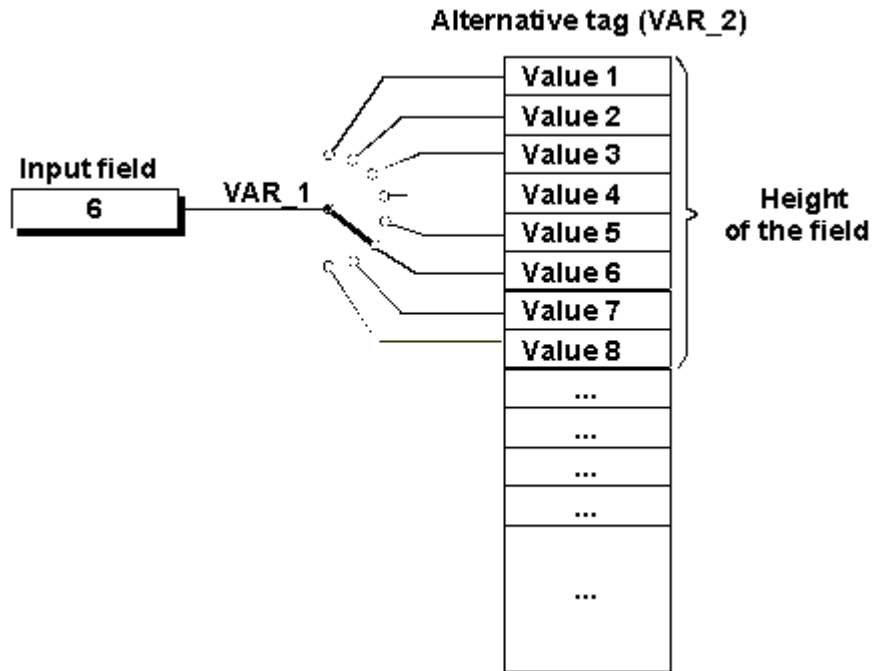 Alternative tag (VAR_2)
Value 1
Value 2
Value 3
Input field
6
VAR_1
Value 4
Value 5
Value 6
Value 7
Value 8
Height
of the field
...
...
...
...
...